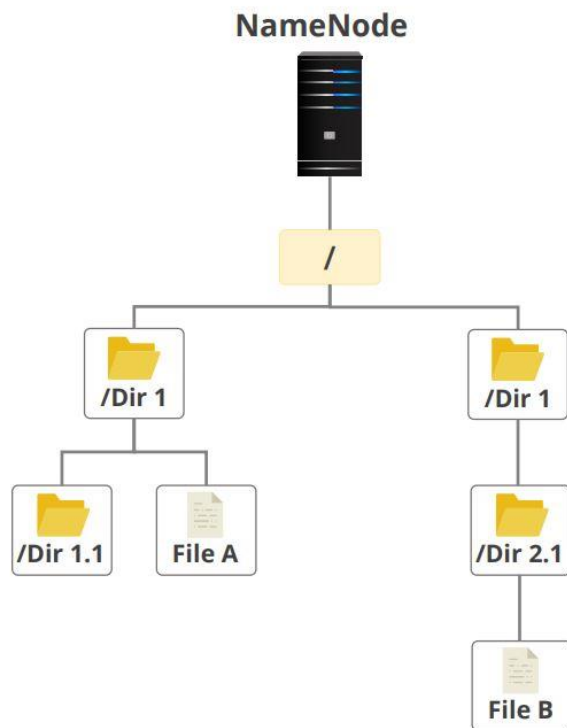 NameNode
/
/Dir 1
/Dir 1
/Dir 1.1
File A
/Dir 2.1
File B